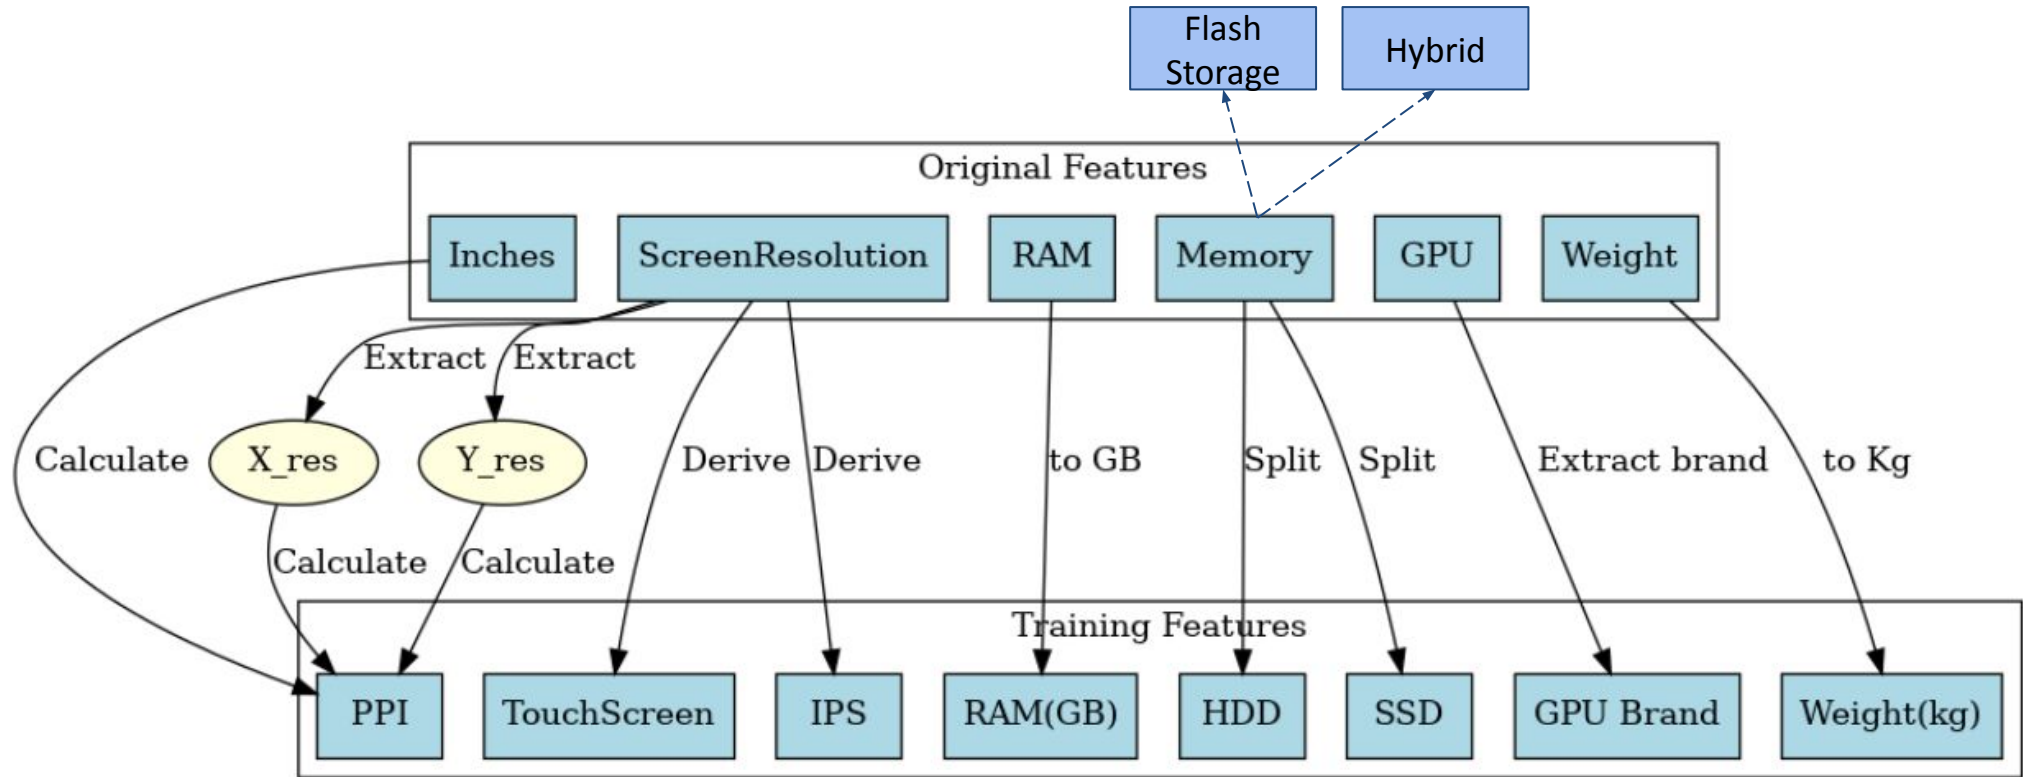 Flash
Storage
Hybrid
Original Features
Inches
ScreenResolution
RAM
Memory
GPU
Weight
Extract
Extract
Calculate
X_res
Y_res
Derive
Derive
to GB
Split
Split
Extract brand
to Kg
Calculate
Calculate
Training Features
PPI
TouchScreen
IPS
RAM(GB)
HDD
SSD
GPU Brand
Weight(kg)